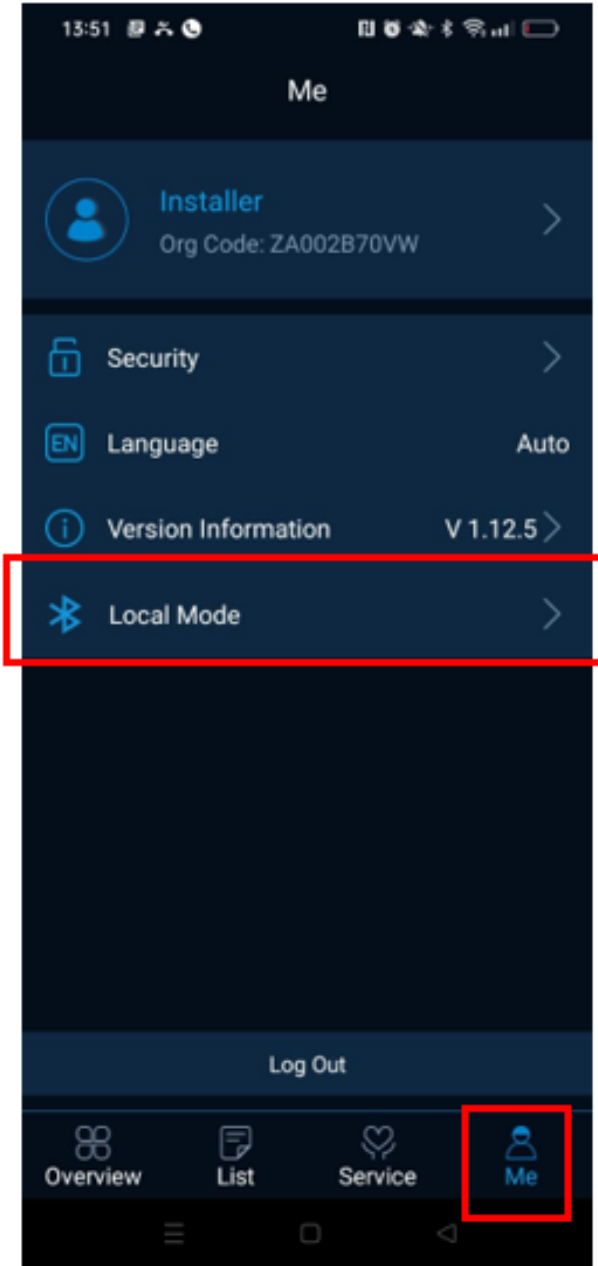 13:51
Me
Installer
Org Code: ZA002B70VW
Security
EN Language Auto
Version Information V 1.12.5
Local Mode
Log Out
Overview List Service Me